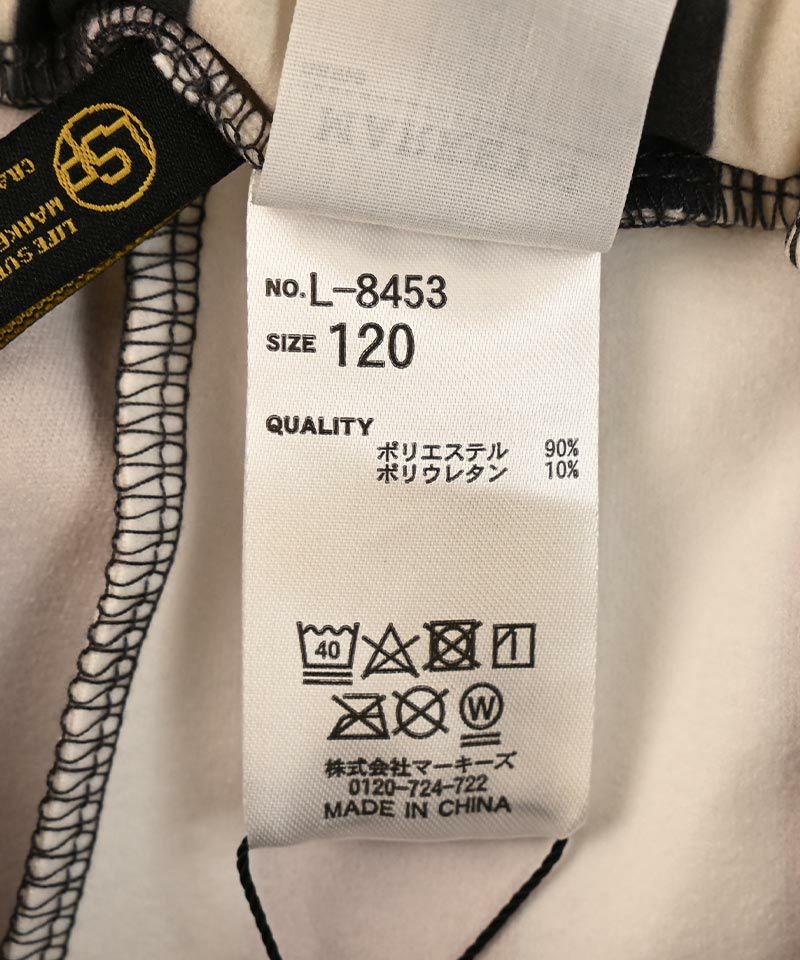 NO. L-8453
SIZE 120
QUALITY
ポリエステル 90%
ポリウレタン 10%
40
W
株式会社マーキーズ
0120-724-722
MADE IN CHINA